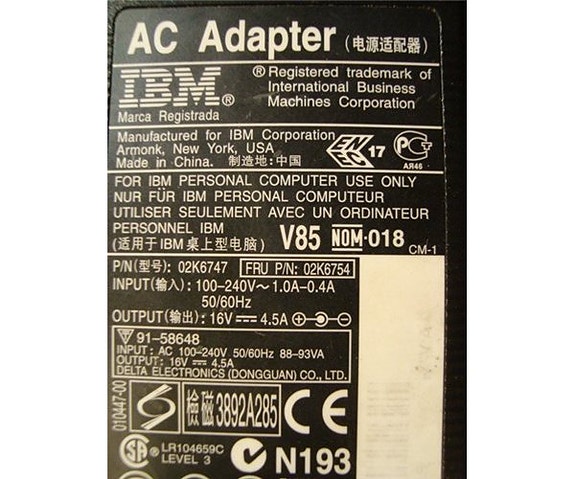 AC Adapter (电源适配器)
IBM®
® Registered trademark of
International Business
Machines Corporation
Marca Registrada
Manufactured for IBM Corporation
Armonk, New York, USA
Made in China. 制造地:中国
ENEC 17
PCT
АЯ46
FOR IBM PERSONAL COMPUTER USE ONLY
NUR FÜR IBM PERSONAL COMPUTEUR
UTILISER SEULEMENT AVEC UN ORDINATEUR
PERSONNEL IBM
(适用于IBM桌上型电脑) V85 NOM-018 CM-1
P/N(型号): 02K6747 FRU P/N: 02K6754
INPUT(输入): 100-240V～1.0A-0.4A
50/60Hz
OUTPUT(输出): 16V⎓4.5A
91-58648
INPUT: AC 100-240V 50/60Hz 88-93VA
OUTPUT: 16V⎓4.5A
DELTA ELECTRONICS (DONGGUAN) CO., LTD.
010447-00
檢磁 3892A285 CE
SA
LR104659C
LEVEL 3
N193